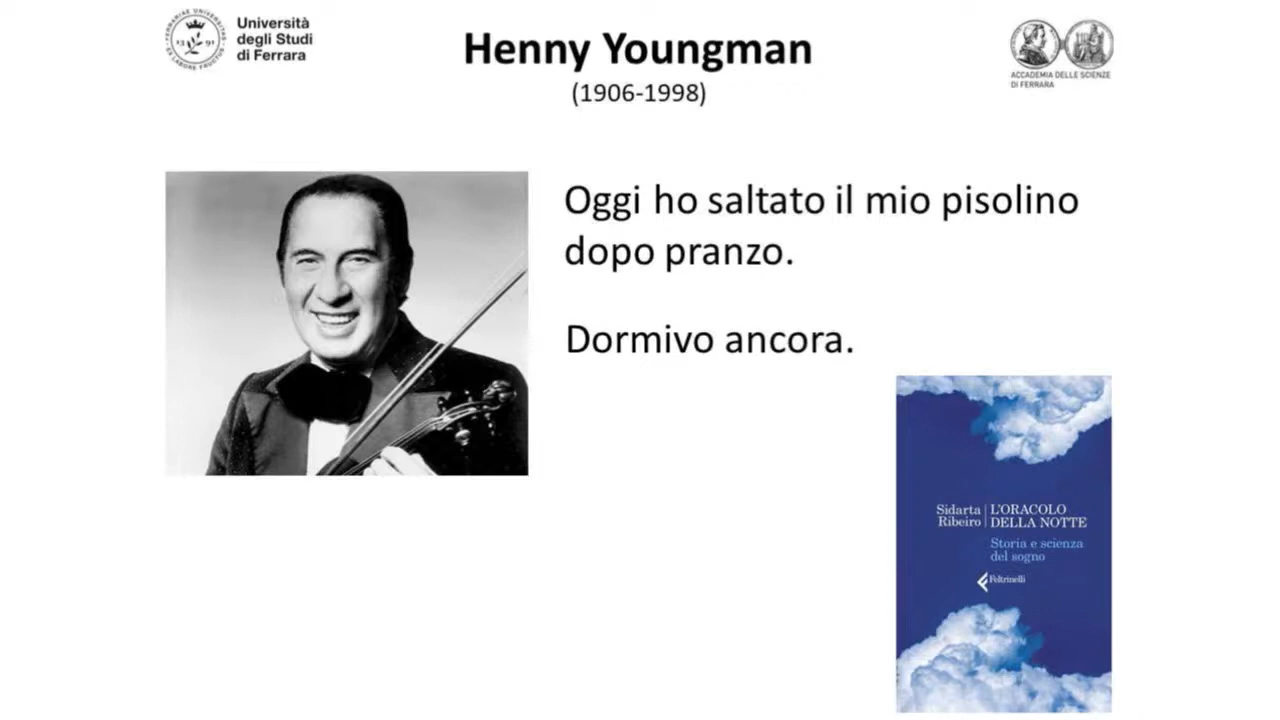 Università
degli Studi
di Ferrara
Henny Youngman
(1906-1998)
ACCADEMIA DELLE SCIENZE
DI FERRARA
Oggi ho saltato il mio pisolino
dopo pranzo.
Dormivo ancora.
Sidarta
Ribeiro
L'ORACOLO
DELLA NOTTE
Storia e scienza
del sogno
Feltrinelli